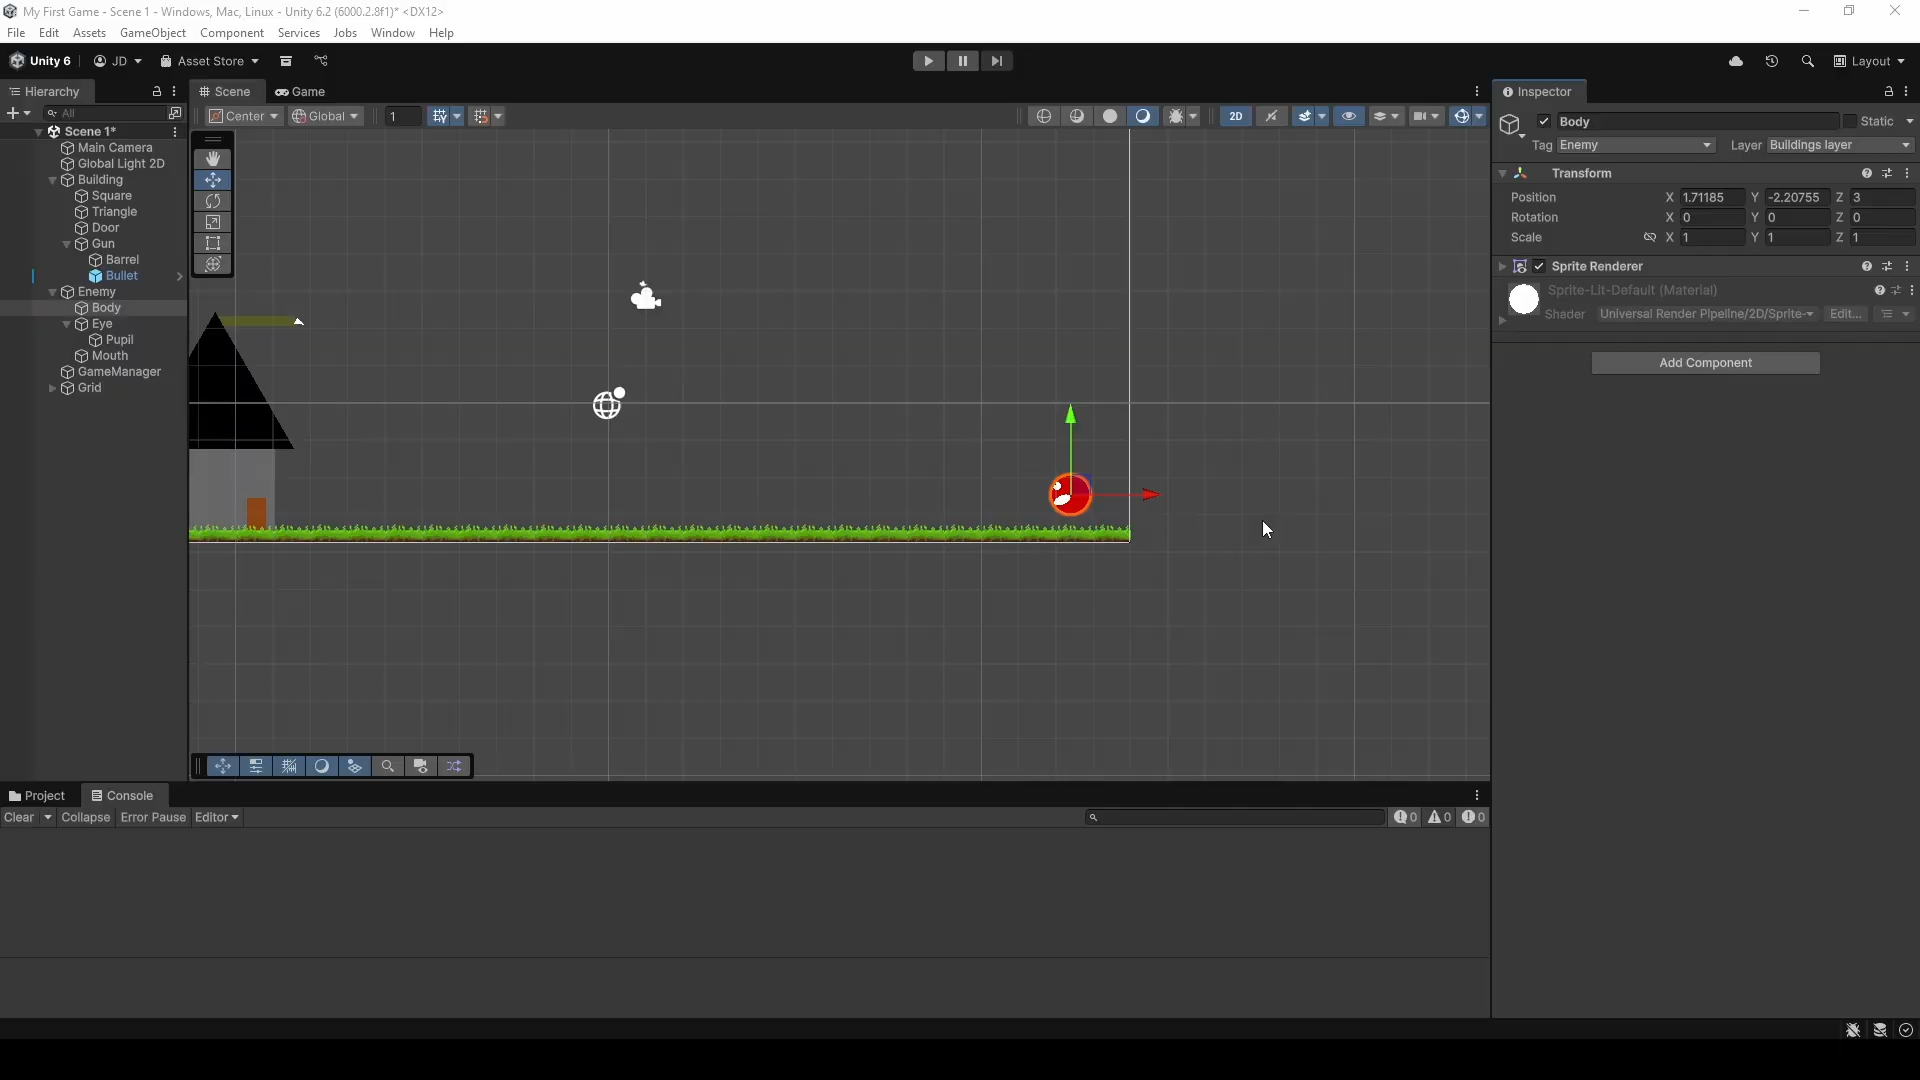 My First Game - Scene 1 - Windows, Mac, Linux - Unity 6.2 (6000.2.8f1)* <DX12>
File Edit Assets GameObject Component Services Jobs Window Help
Unity 6 JD Asset Store Layout
Hierarchy Scene Game Inspector
All Center Global 1 2D Body Static
Tag Enemy Layer Buildings layer
Scene 1*
Main Camera
Global Light 2D
Building
Square
Triangle
Door
Gun
Barrel
Bullet
Enemy
Body
Eye
Pupil
Mouth
GameManager
Grid
Transform
Position X 1.71185 Y -2.20755 Z 3
Rotation X 0 Y 0 Z 0
Scale X 1 Y 1 Z 1
Sprite Renderer
Sprite-Lit-Default (Material)
Shader Universal Render Pipeline/2D/Sprite- Edit...
Add Component
Project Console
Clear Collapse Error Pause Editor 0 0 0